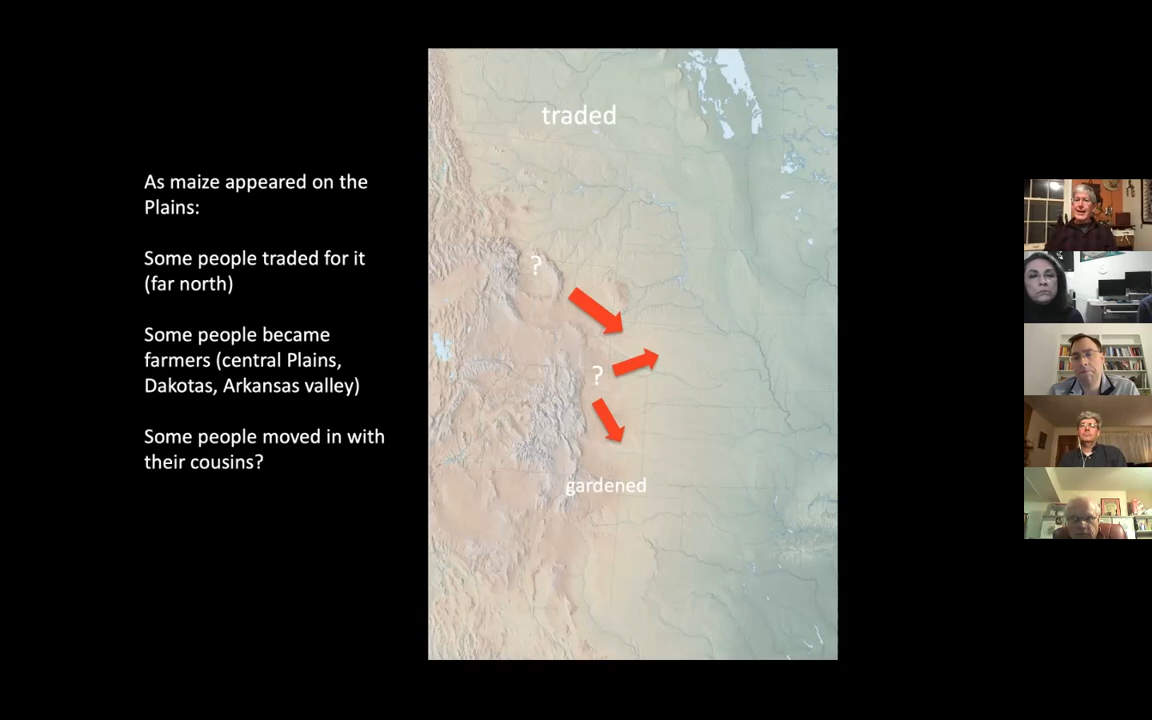 As maize appeared on the
Plains:
Some people traded for it
(far north)
Some people became
farmers (central Plains,
Dakotas, Arkansas valley)
Some people moved in with
their cousins?
traded
?
?
gardened